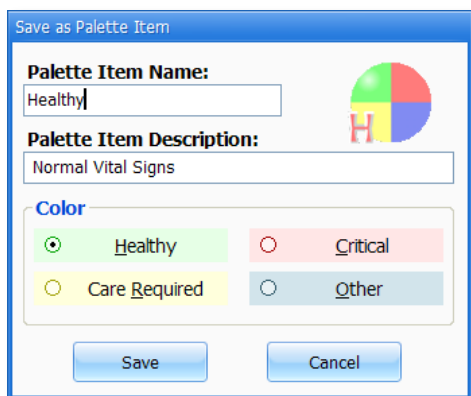 Save as Palette Item
Palette Item Name:
Healthy
H
Palette Item Description:
Normal Vital Signs
Color
Healthy Critical
Care Required Other
Save Cancel